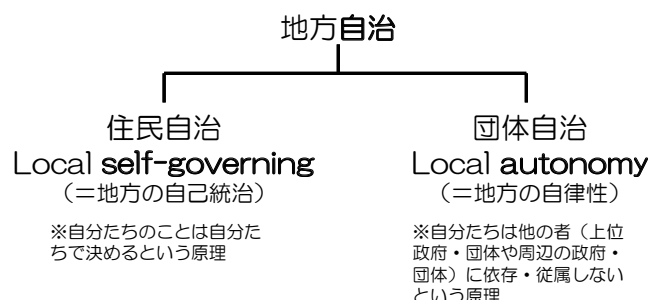 地方自治
住民自治
Local self-governing
（＝地方の自己統治）
※自分たちのことは自分た
ちで決めるという原理
団体自治
Local autonomy
（＝地方の自律性）
※自分たちは他の者（上位
政府・団体や周辺の政府・
団体）に依存・従属しない
という原理